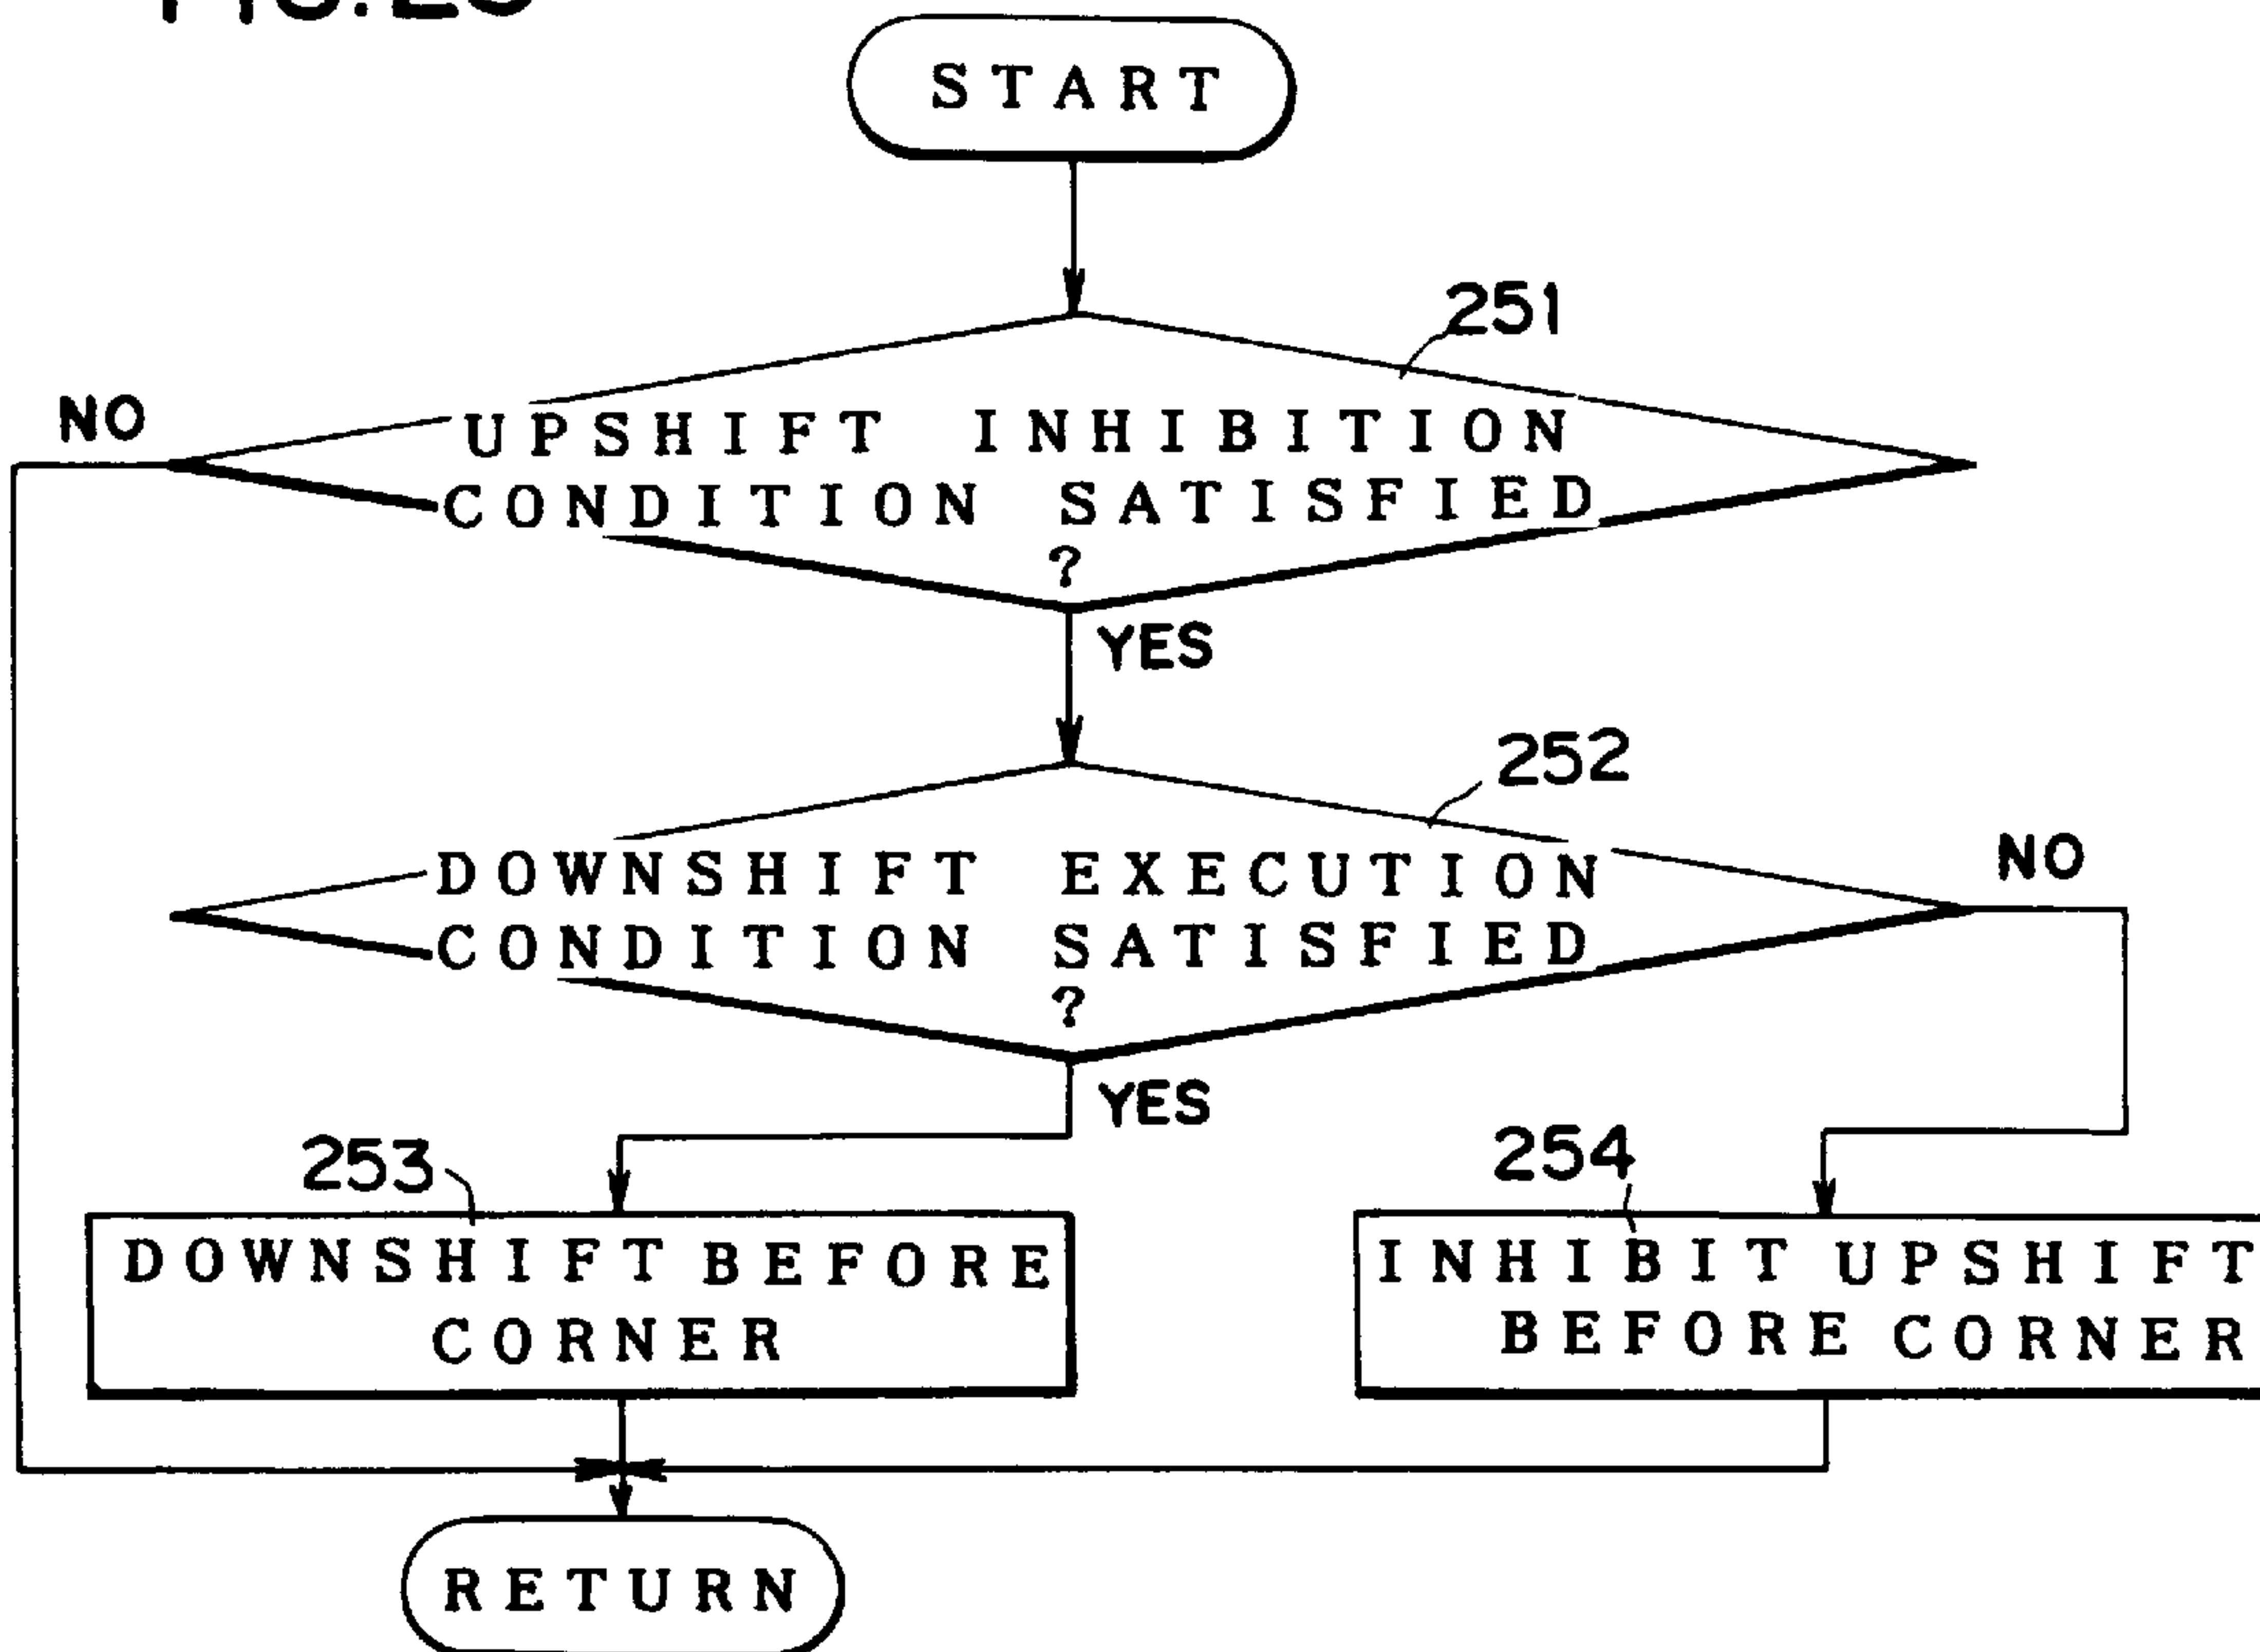 START
251
NO
UPSHIFT INHIBITION
CONDITION SATISFIED
?
YES
252
NO
DOWNSHIFT EXECUTION
CONDITION SATISFIED
?
YES
253
254
DOWNSHIFT BEFORE
CORNER
INHIBIT UPSHIFT
BEFORE CORNER
RETURN